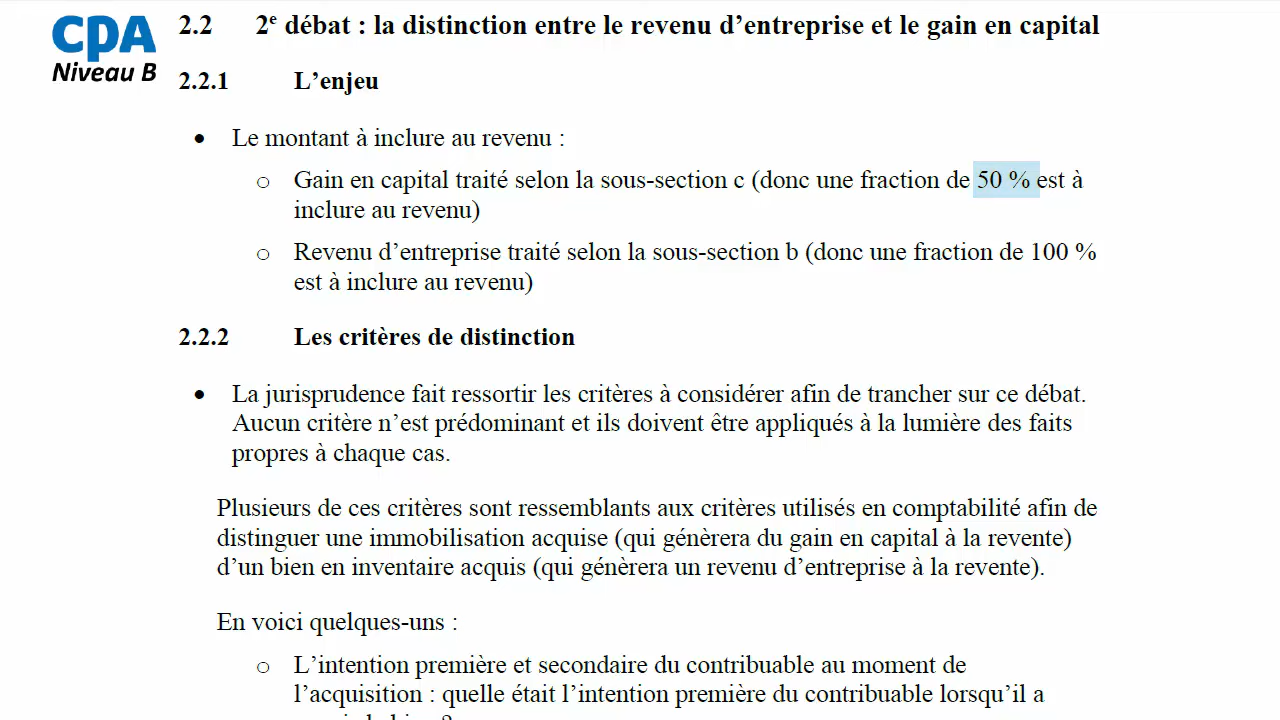 CPA
Niveau B
2.2 2e débat : la distinction entre le revenu d’entreprise et le gain en capital
2.2.1 L’enjeu
• Le montant à inclure au revenu :
o Gain en capital traité selon la sous-section c (donc une fraction de 50 % est à
inclure au revenu)
o Revenu d’entreprise traité selon la sous-section b (donc une fraction de 100 %
est à inclure au revenu)
2.2.2 Les critères de distinction
• La jurisprudence fait ressortir les critères à considérer afin de trancher sur ce débat.
Aucun critère n’est prédominant et ils doivent être appliqués à la lumière des faits
propres à chaque cas.
Plusieurs de ces critères sont ressemblants aux critères utilisés en comptabilité afin de
distinguer une immobilisation acquise (qui génèrera du gain en capital à la revente)
d’un bien en inventaire acquis (qui génèrera un revenu d’entreprise à la revente).
En voici quelques-uns :
o L’intention première et secondaire du contribuable au moment de
l’acquisition : quelle était l’intention première du contribuable lorsqu’il a